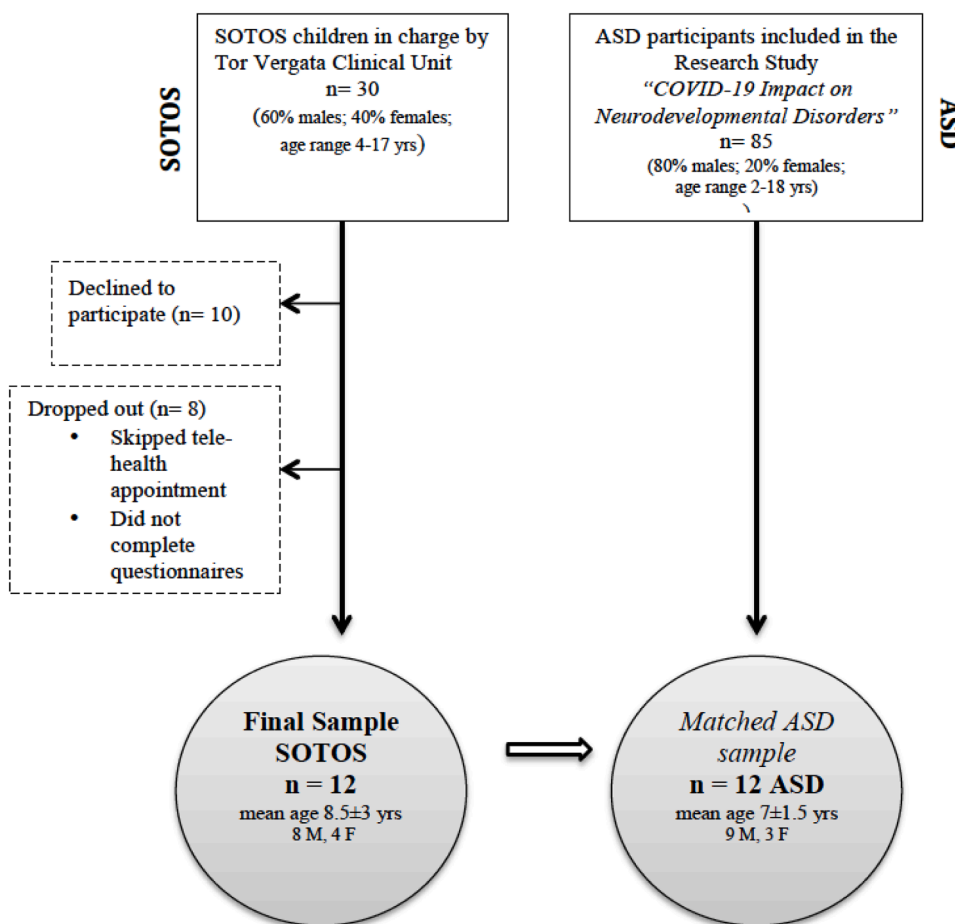 SOTOS
SOTOS children in charge by
Tor Vergata Clinical Unit
n= 30
(60% males; 40% females;
age range 4-17 yrs)
ASD participants included in the
Research Study
“COVID-19 Impact on
Neurodevelopmental Disorders”
n= 85
(80% males; 20% females;
age range 2-18 yrs)
ASD
Declined to
participate (n= 10)
Dropped out (n= 8)
• Skipped tele-
health
appointment
• Did not
complete
questionnaires
Final Sample
SOTOS
n = 12
mean age 8.5±3 yrs
8 M, 4 F
Matched ASD
sample
n = 12 ASD
mean age 7±1.5 yrs
9 M, 3 F